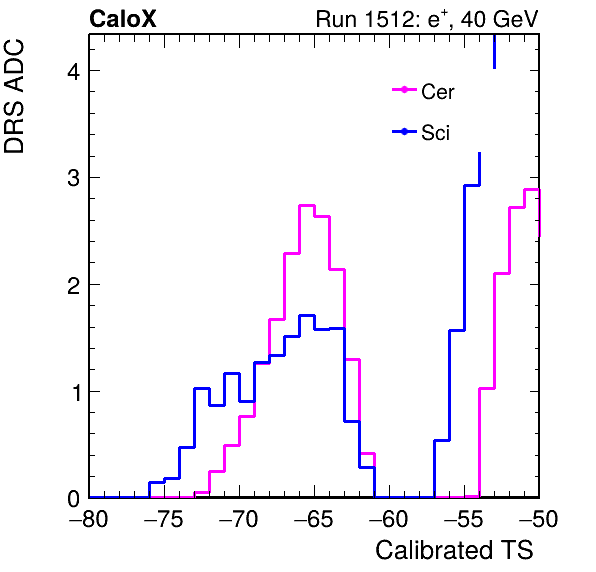 CaloX Run 1512: e⁺, 40 GeV
DRS ADC
4
3
2
1
0
Cer
Sci
−80 −75 −70 −65 −60 −55 −50
Calibrated TS